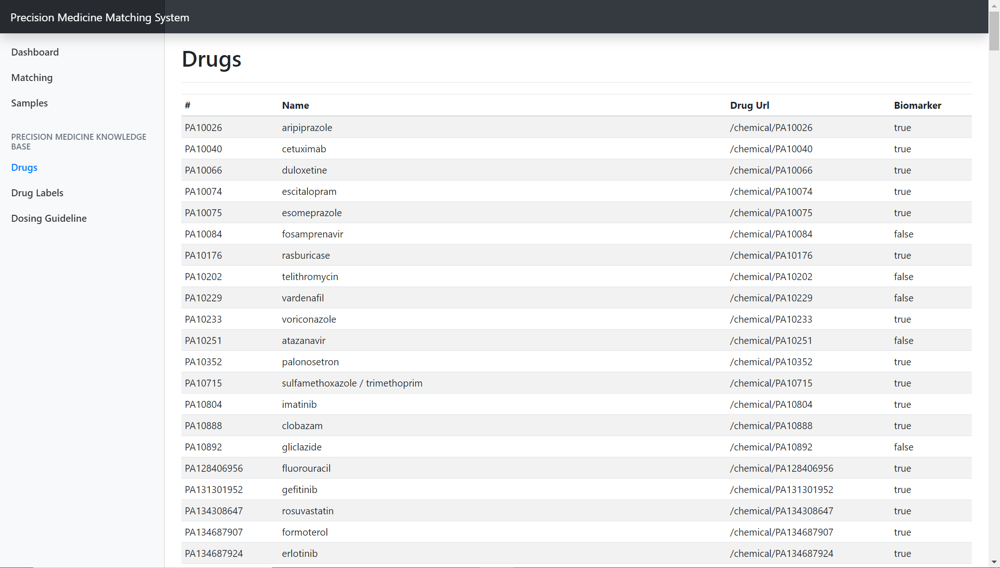 Precision Medicine Matching System
Dashboard
Matching
Samples
PRECISION MEDICINE KNOWLEDGE
BASE
Drugs
Drug Labels
Dosing Guideline
Drugs
# Name Drug Url Biomarker
PA10026 aripiprazole /chemical/PA10026 true
PA10040 cetuximab /chemical/PA10040 true
PA10066 duloxetine /chemical/PA10066 true
PA10074 escitalopram /chemical/PA10074 true
PA10075 esomeprazole /chemical/PA10075 true
PA10084 fosamprenavir /chemical/PA10084 false
PA10176 rasburicase /chemical/PA10176 true
PA10202 telithromycin /chemical/PA10202 false
PA10229 vardenafil /chemical/PA10229 false
PA10233 voriconazole /chemical/PA10233 true
PA10251 atazanavir /chemical/PA10251 false
PA10352 palonosetron /chemical/PA10352 true
PA10715 sulfamethoxazole / trimethoprim /chemical/PA10715 true
PA10804 imatinib /chemical/PA10804 true
PA10888 clobazam /chemical/PA10888 true
PA10892 gliclazide /chemical/PA10892 false
PA128406956 fluorouracil /chemical/PA128406956 true
PA131301952 gefitinib /chemical/PA131301952 true
PA134308647 rosuvastatin /chemical/PA134308647 true
PA134687907 formoterol /chemical/PA134687907 true
PA134687924 erlotinib /chemical/PA134687924 true